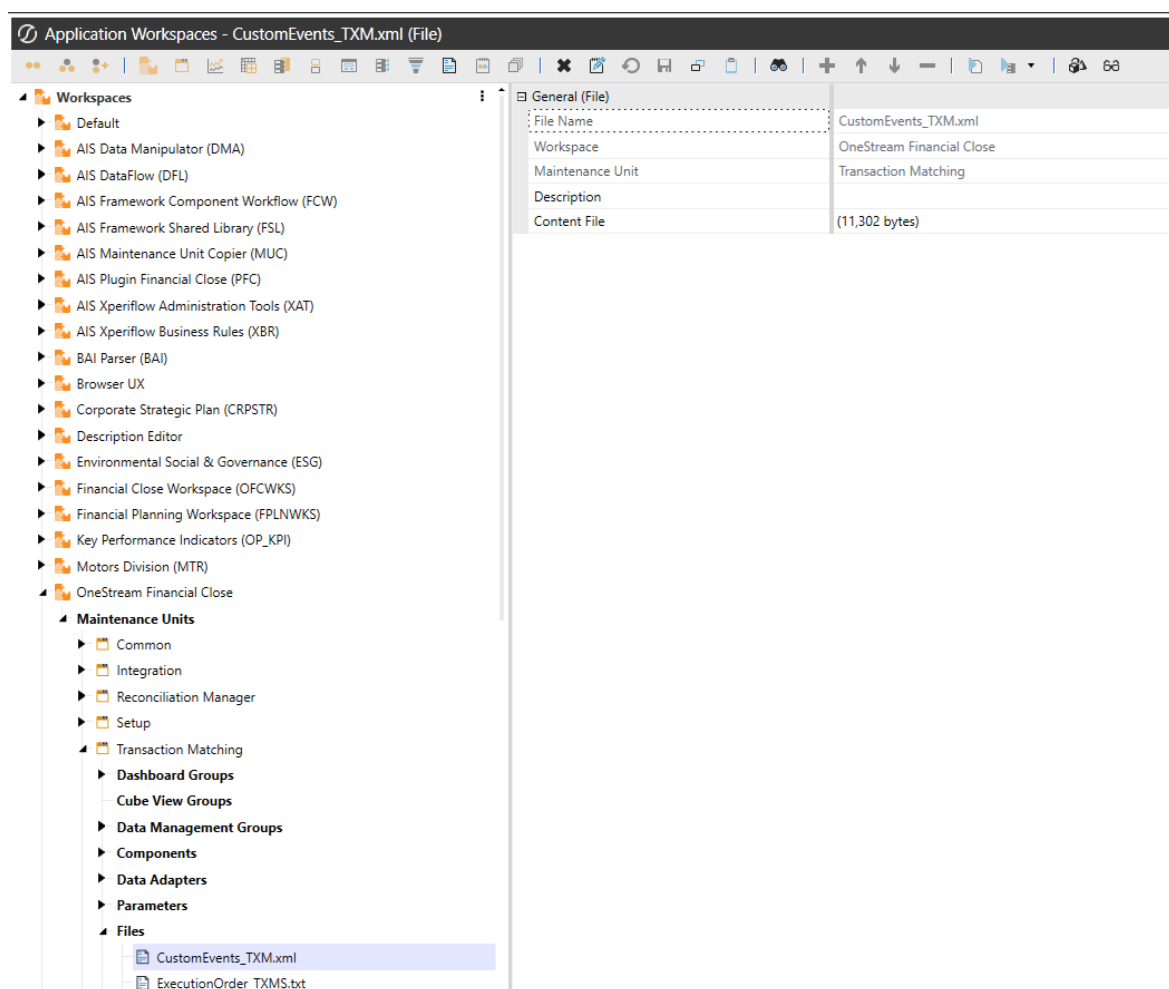 Application Workspaces - CustomEvents_TXM.xml (File)
Workspaces
Default
AIS Data Manipulator (DMA)
AIS DataFlow (DFL)
AIS Framework Component Workflow (FCW)
AIS Framework Shared Library (FSL)
AIS Maintenance Unit Copier (MUC)
AIS Plugin Financial Close (PFC)
AIS Xperiflow Administration Tools (XAT)
AIS Xperiflow Business Rules (XBR)
BAI Parser (BAI)
Browser UX
Corporate Strategic Plan (CRPSTR)
Description Editor
Environmental Social & Governance (ESG)
Financial Close Workspace (OFCWKS)
Financial Planning Workspace (FPLNWKS)
Key Performance Indicators (OP_KPI)
Motors Division (MTR)
OneStream Financial Close
Maintenance Units
Common
Integration
Reconciliation Manager
Setup
Transaction Matching
Dashboard Groups
Cube View Groups
Data Management Groups
Components
Data Adapters
Parameters
Files
CustomEvents_TXM.xml
ExecutionOrder_TXMS.txt
General (File)
File Name CustomEvents_TXM.xml
Workspace OneStream Financial Close
Maintenance Unit Transaction Matching
Description
Content File (11,302 bytes)